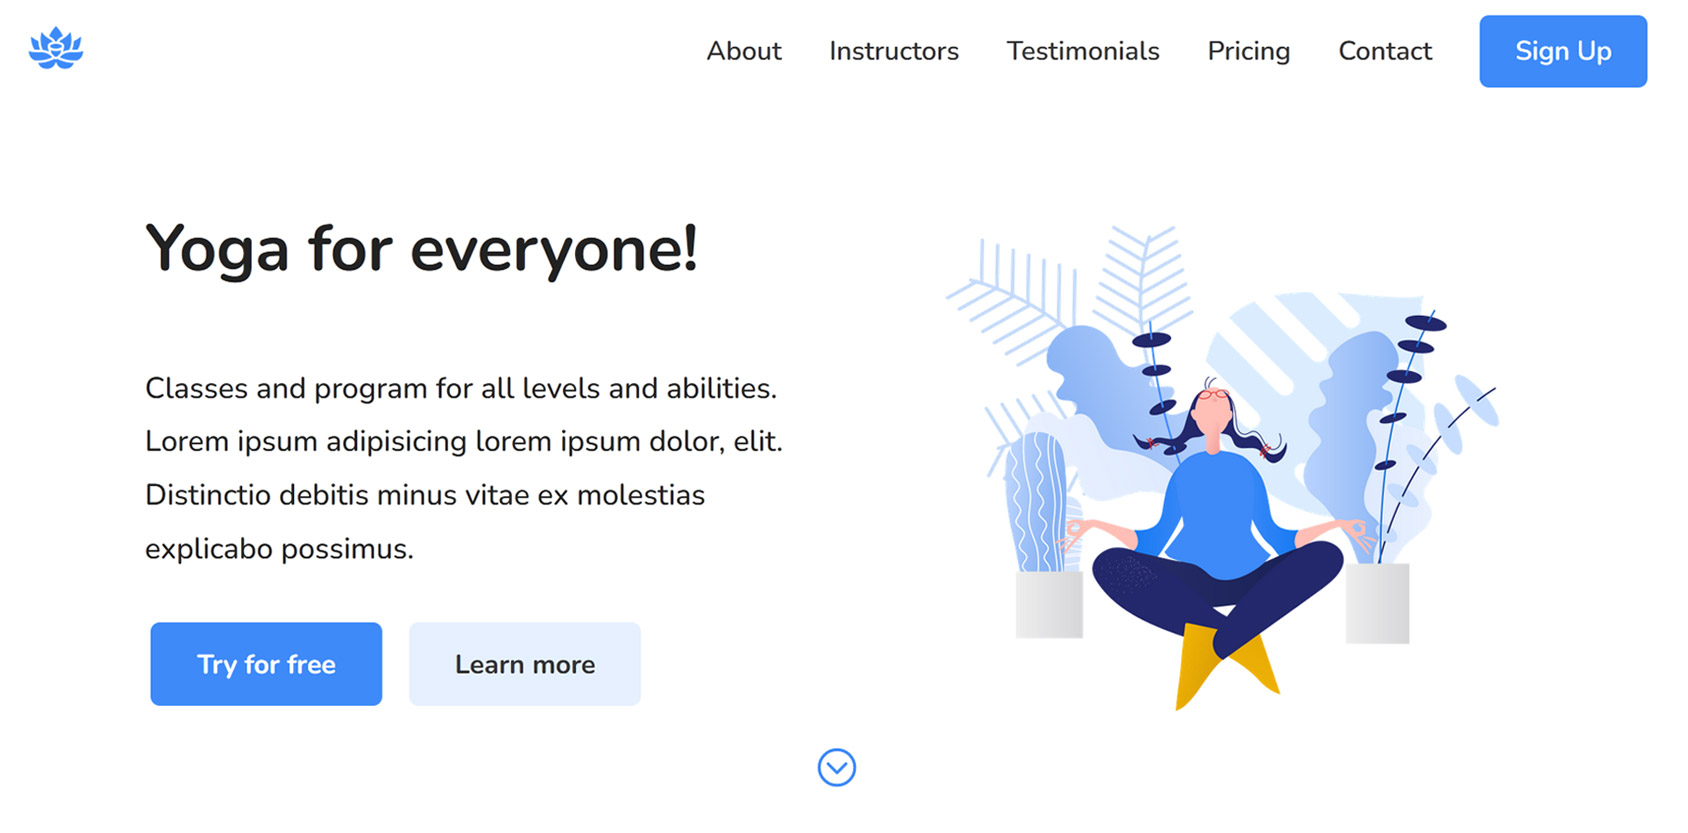 About Instructors Testimonials Pricing Contact Sign Up
Yoga for everyone!
Classes and program for all levels and abilities.
Lorem ipsum adipisicing lorem ipsum dolor, elit.
Distinctio debitis minus vitae ex molestias
explicabo possimus.
Try for free Learn more